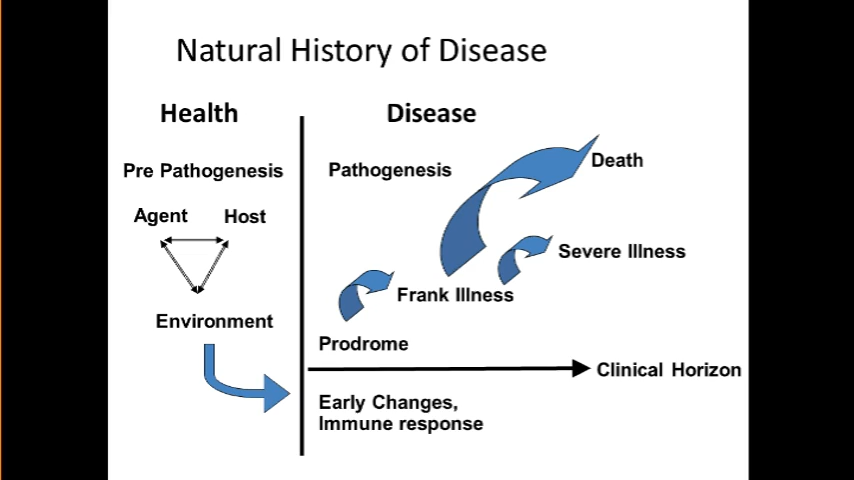 Natural History of Disease
Health
Disease
Pre Pathogenesis
Pathogenesis
Death
Agent
Host
Severe Illness
Frank Illness
Environment
Prodrome
Clinical Horizon
Early Changes,
Immune response